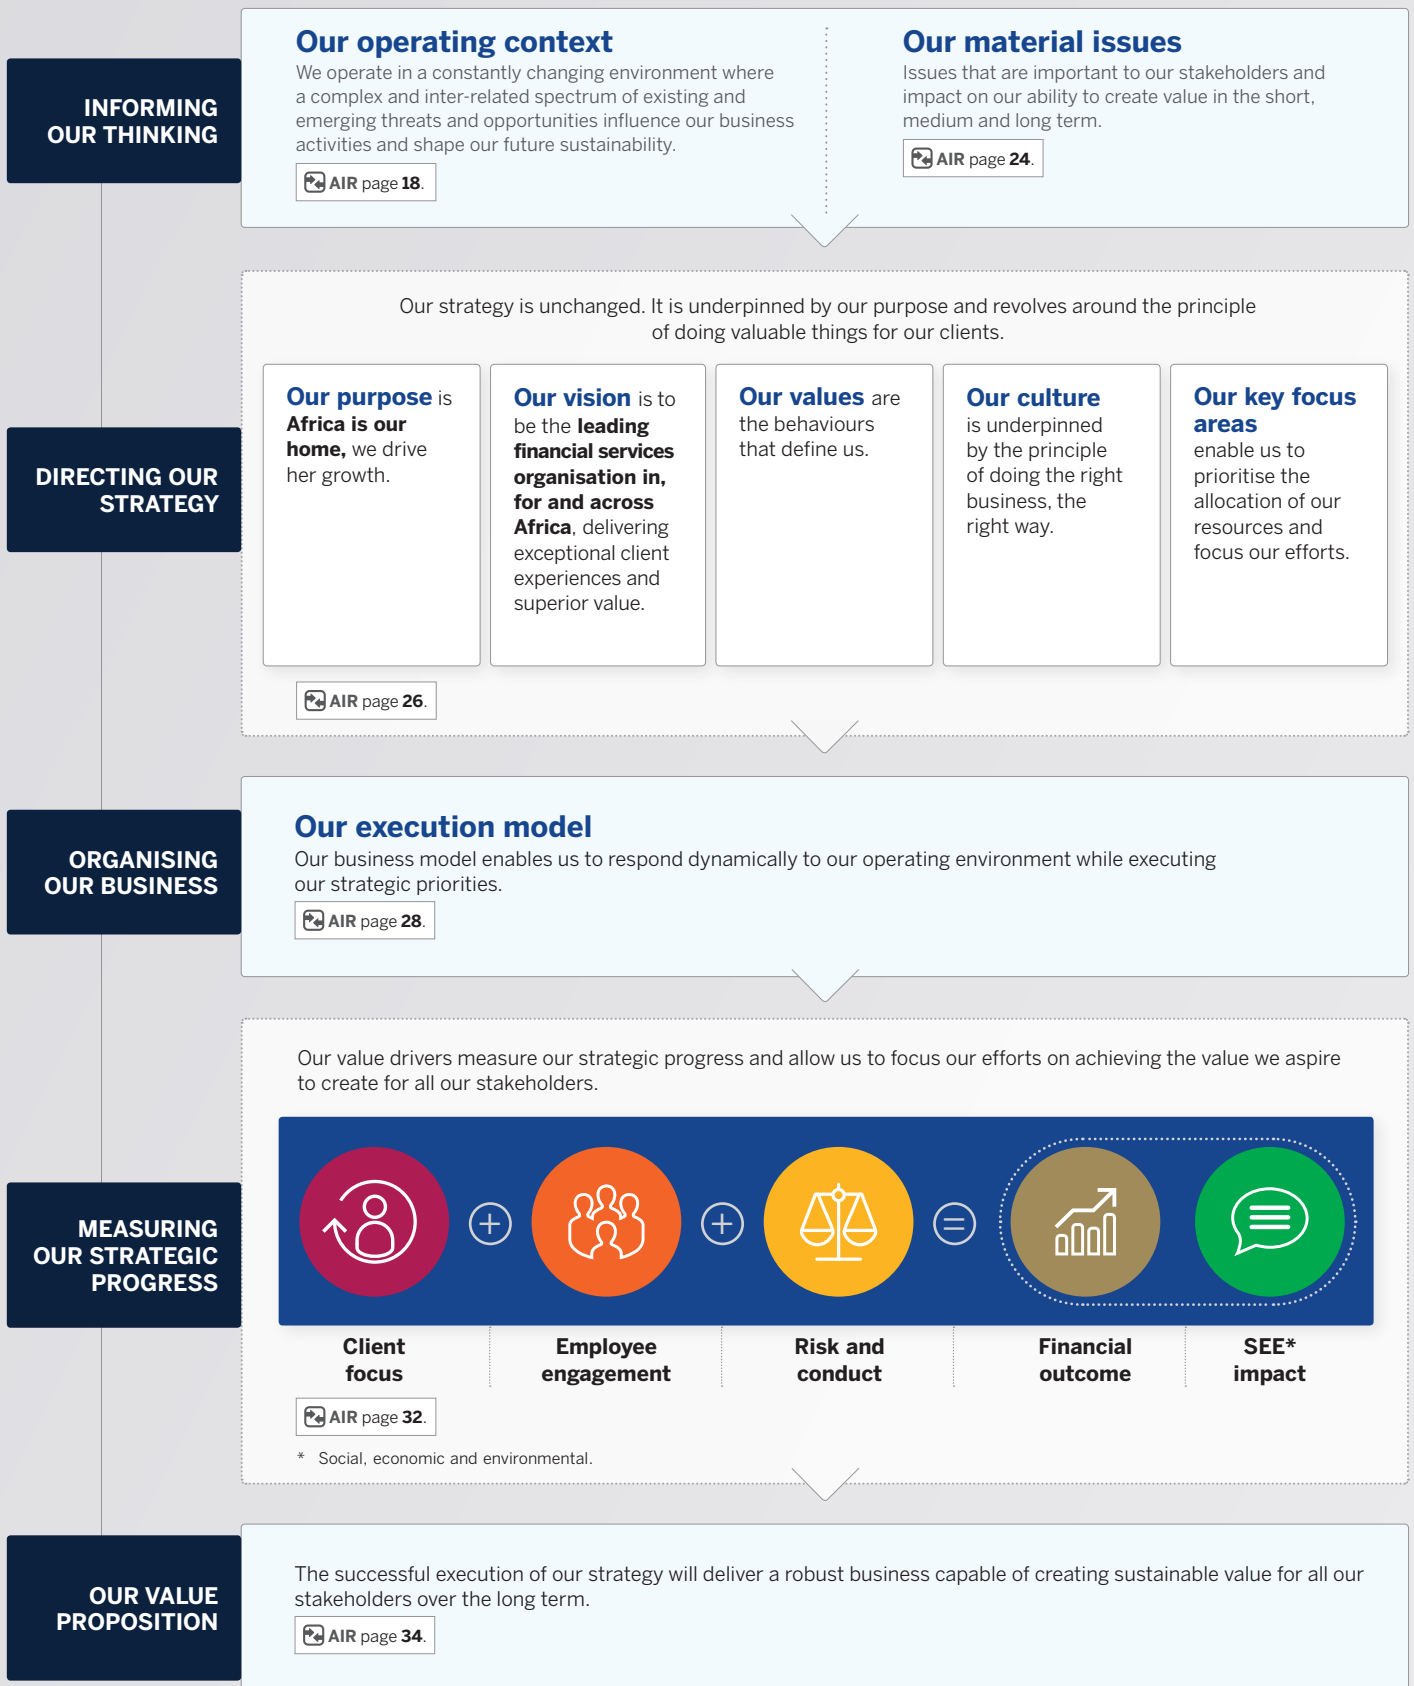 INFORMING
OUR THINKING
Our operating context
We operate in a constantly changing environment where
a complex and inter-related spectrum of existing and
emerging threats and opportunities influence our business
activities and shape our future sustainability.
AIR page 18.
Our material issues
Issues that are important to our stakeholders and
impact on our ability to create value in the short,
medium and long term.
AIR page 24.
DIRECTING OUR
STRATEGY
Our strategy is unchanged. It is underpinned by our purpose and revolves around the principle
of doing valuable things for our clients.
Our purpose is
Africa is our
home, we drive
her growth.
Our vision is to
be the leading
financial services
organisation in,
for and across
Africa, delivering
exceptional client
experiences and
superior value.
Our values are
the behaviours
that define us.
Our culture
is underpinned
by the principle
of doing the right
business, the
right way.
Our key focus
areas
enable us to
prioritise the
allocation of our
resources and
focus our efforts.
AIR page 26.
ORGANISING
OUR BUSINESS
Our execution model
Our business model enables us to respond dynamically to our operating environment while executing
our strategic priorities.
AIR page 28.
MEASURING
OUR STRATEGIC
PROGRESS
Our value drivers measure our strategic progress and allow us to focus our efforts on achieving the value we aspire
to create for all our stakeholders.
Client
focus
Employee
engagement
Risk and
conduct
Financial
outcome
SEE*
impact
AIR page 32.
* Social, economic and environmental.
OUR VALUE
PROPOSITION
The successful execution of our strategy will deliver a robust business capable of creating sustainable value for all our
stakeholders over the long term.
AIR page 34.